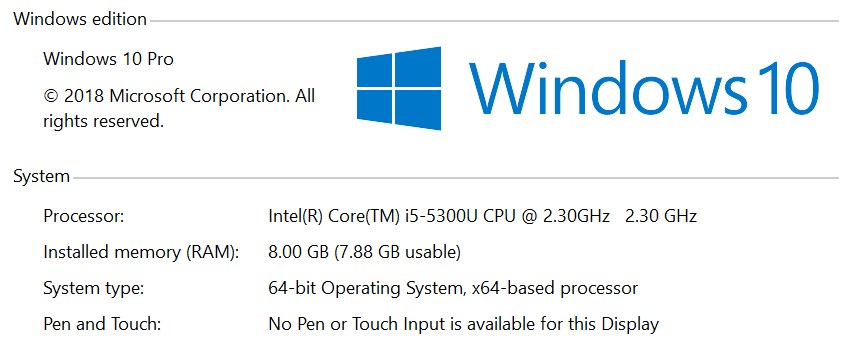 Windows edition
Windows 10 Pro
© 2018 Microsoft Corporation. All
rights reserved.
Windows 10
System
Processor: Intel(R) Core(TM) i5-5300U CPU @ 2.30GHz 2.30 GHz
Installed memory (RAM): 8.00 GB (7.88 GB usable)
System type: 64-bit Operating System, x64-based processor
Pen and Touch: No Pen or Touch Input is available for this Display